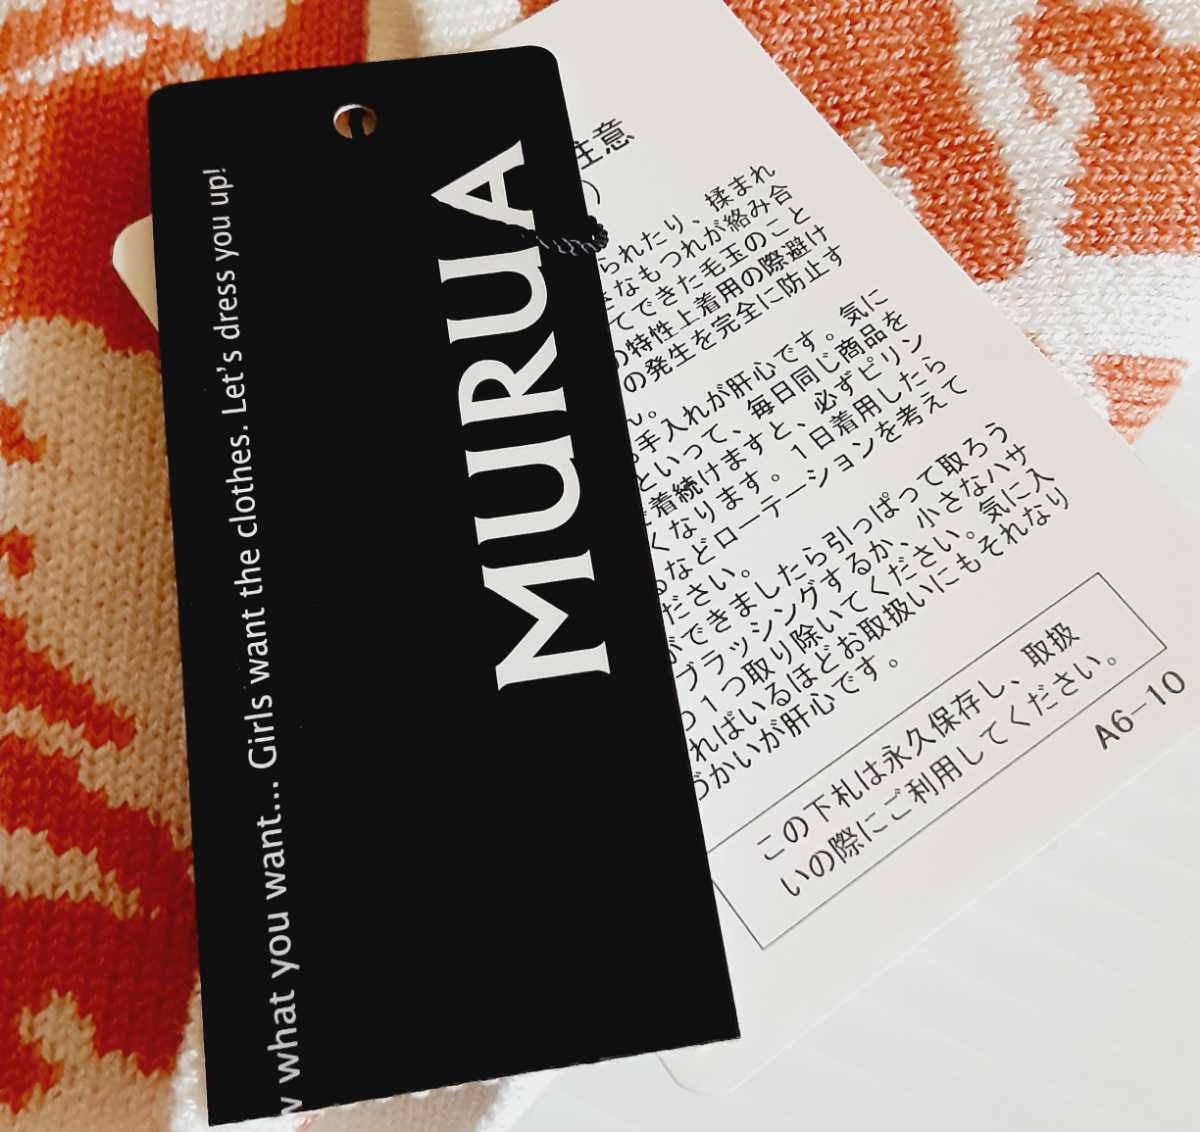 MURUA
what you want... Girls want the clothes. Let's dress you up!
注意
られたり、揉まれ
なもつれが絡み合
てできた毛玉のこと
の特性上着用の際避け
の発生を完全に防止す
ん。
手入れが肝心です。気に
といって、毎日同じ商品を
着続けますと、必ずピリン
くなります。1日着用したら
などローテーションを考えて
ださい。
ができましたら引っぱって取ろう
ブラッシングするか、小さなハサ
つ1つ取り除いてください。気に入
ればいるほどお取扱いにもそれなり
づかいが肝心です。
この下札は永久保存し、取扱
いの際にご利用してください。
A6-10